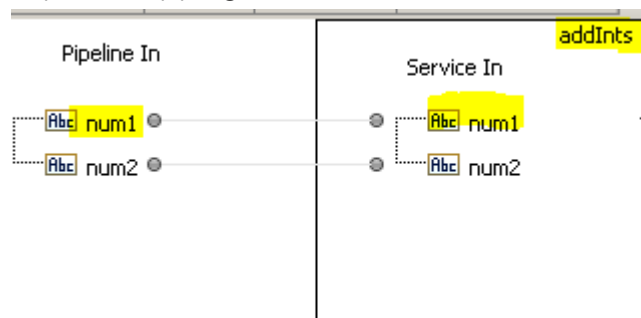 addInts
Pipeline In
Service In
Abc num1
Abc num1
Abc num2
Abc num2